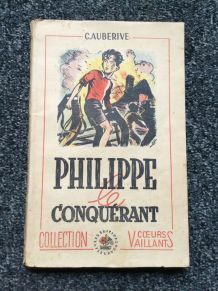 C. AUBERIVE
PHILIPPE
le
CONQUÉRANT
COLLECTION CŒURS
VAILLANTS